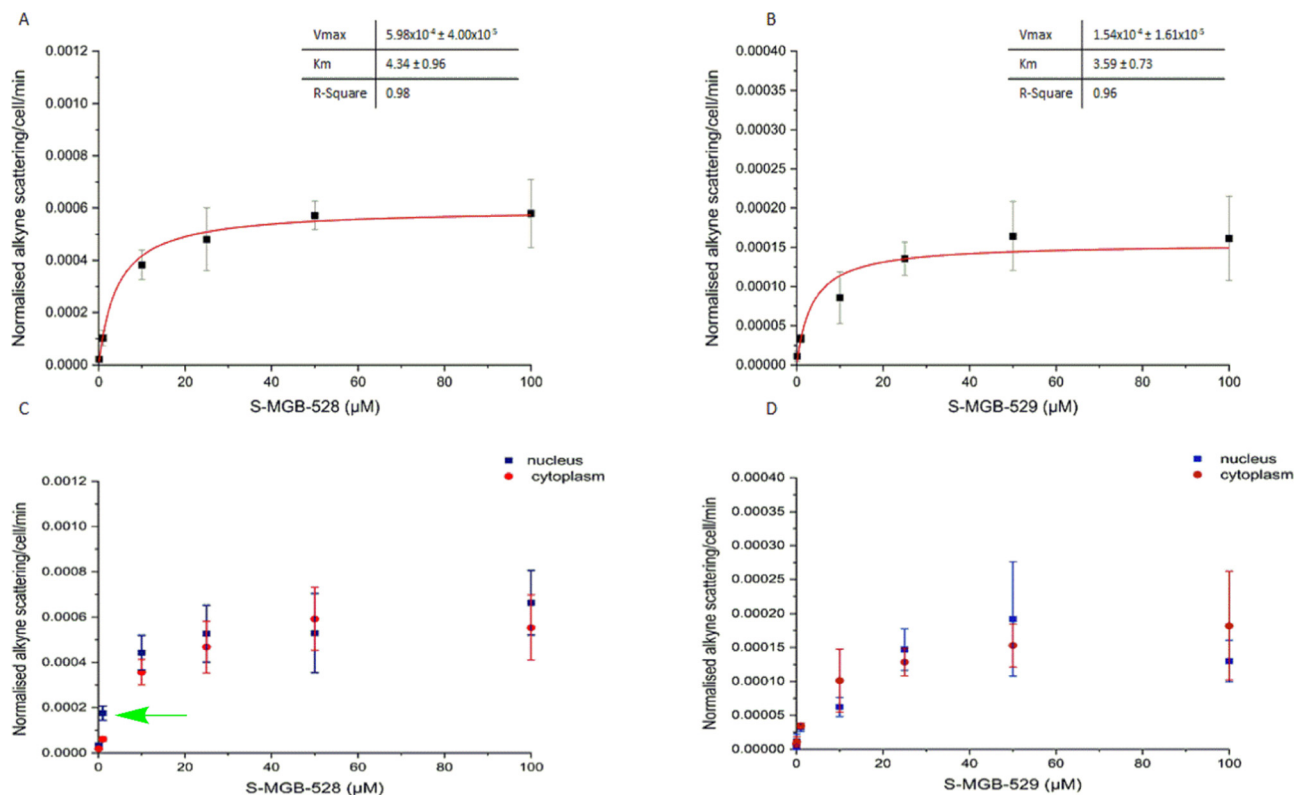 A
Vmax 5.98x10⁻⁴ ± 4.00x10⁻⁵
Km 4.34 ± 0.96
R-Square 0.98
Normalised alkyne scattering/cell/min
0.0012
0.0010
0.0008
0.0006
0.0004
0.0002
0.0000
0 20 40 60 80 100
S-MGB-528 (µM)
B
Vmax 1.54x10⁻⁴ ± 1.61x10⁻⁵
Km 3.59 ± 0.73
R-Square 0.96
Normalised alkyne scattering/cell/min
0.00040
0.00035
0.00030
0.00025
0.00020
0.00015
0.00010
0.00005
0.00000
0 20 40 60 80 100
S-MGB-529 (µM)
C
nucleus
cytoplasm
Normalised alkyne scattering/cell/min
0.0012
0.0010
0.0008
0.0006
0.0004
0.0002
0.0000
0 20 40 60 80 100
S-MGB-528 (µM)
D
nucleus
cytoplasm
Normalised alkyne scattering/cell/min
0.00040
0.00035
0.00030
0.00025
0.00020
0.00015
0.00010
0.00005
0.00000
0 20 40 60 80 100
S-MGB-529 (µM)